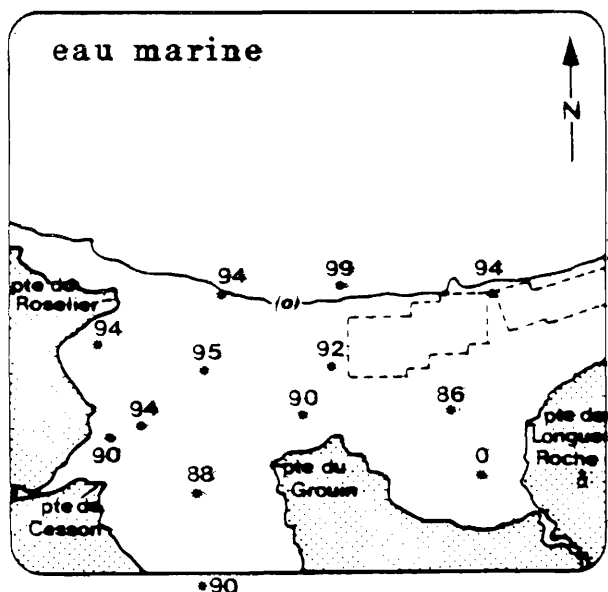 eau marine
N
99
94
94
(o)
pte du
Roselier
94
95
92
90
86
94
90
88
0
pte de
Longue
Roche
pte du
Grouin
pte de
Cesson
90